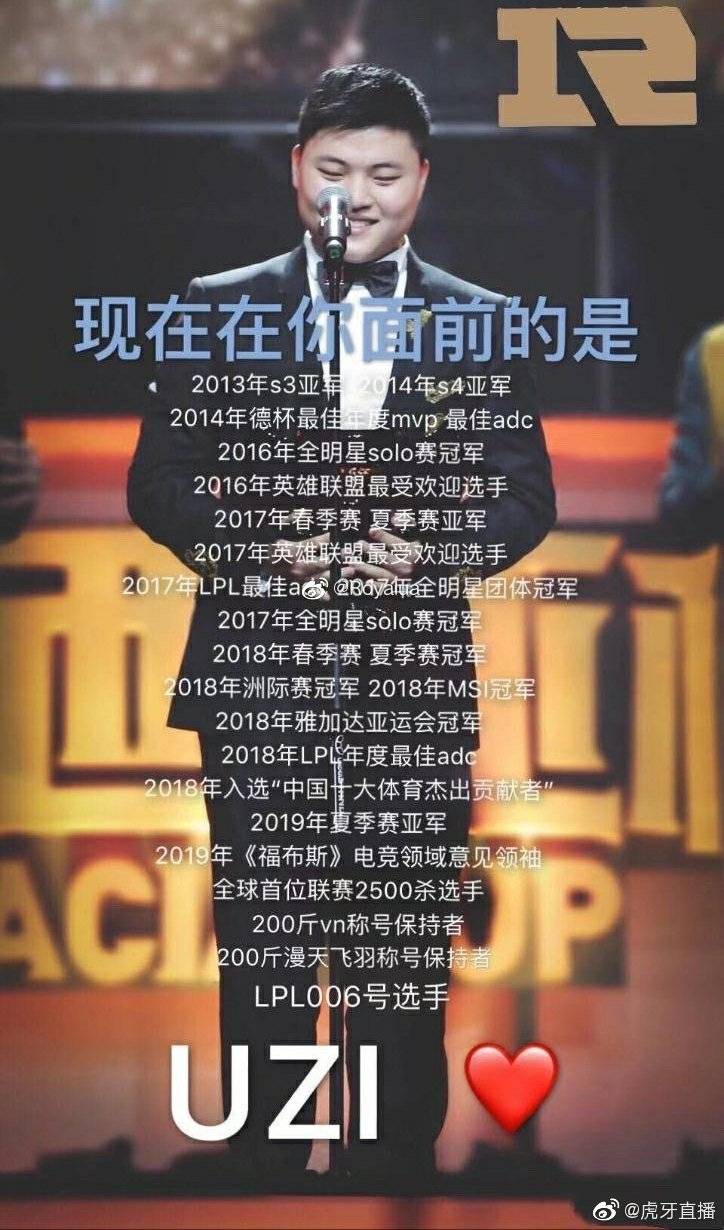 现在在你面前的是
2013年s3亚军 2014年s4亚军
2014年德杯最佳年度mvp 最佳adc
2016年全明星solo赛冠军
2016年英雄联盟最受欢迎选手
2017年春季赛 夏季赛亚军
2017年英雄联盟最受欢迎选手
2017年LPL最佳a 2017年全明星团体冠军
2017年全明星solo赛冠军
2018年春季赛 夏季赛冠军
2018年洲际赛冠军 2018年MSI冠军
2018年雅加达亚运会冠军
2018年LPL年度最佳adc
2018年入选“中国十大体育杰出贡献者”
2019年夏季赛亚军
2019年《福布斯》电竞领域意见领袖
全球首位联赛2500杀选手
200斤vn称号保持者
200斤漫天飞羽称号保持者
LPL006号选手
UZI ❤️
@虎牙直播